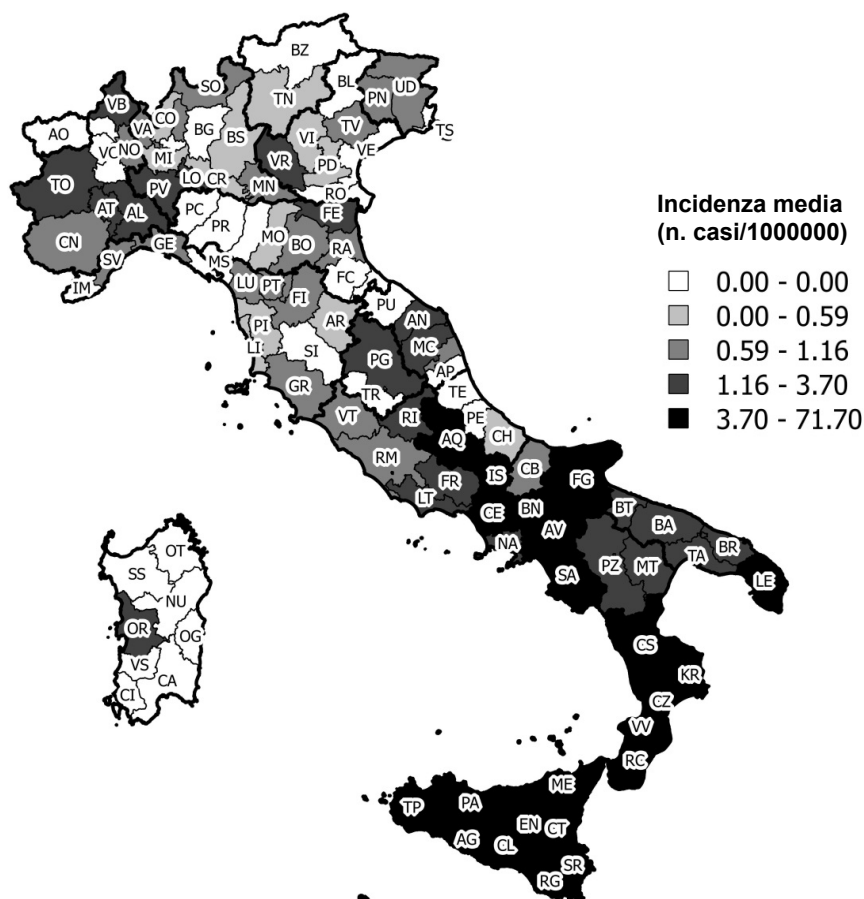 BZ
SO
BL
UD
VB
TN
PN
CO
AO
VA
BG
TV
TS
BS
VI
NO
VC
MI
VE
VR
PD
TO
LO
CR
PV
MN
RO
AT
AL
PC
FE
PR
CN
GE
MO
BO
RA
SV
MS
FC
IM
LU
PT
FI
PU
AN
PI
AR
MC
LI
SI
PG
AP
GR
TR
TE
VT
RI
PE
AQ
CH
RM
IS
CB
FG
FR
LT
CE
BN
BT
AV
BA
NA
BR
PZ
MT
TA
SA
LE
OT
SS
NU
OR
OG
VS
CA
CI
CS
KR
CZ
VV
RC
ME
TP
PA
EN
CT
AG
CL
SR
RG
Incidenza media
(n. casi/1000000)
0.00 - 0.00
0.00 - 0.59
0.59 - 1.16
1.16 - 3.70
3.70 - 71.70